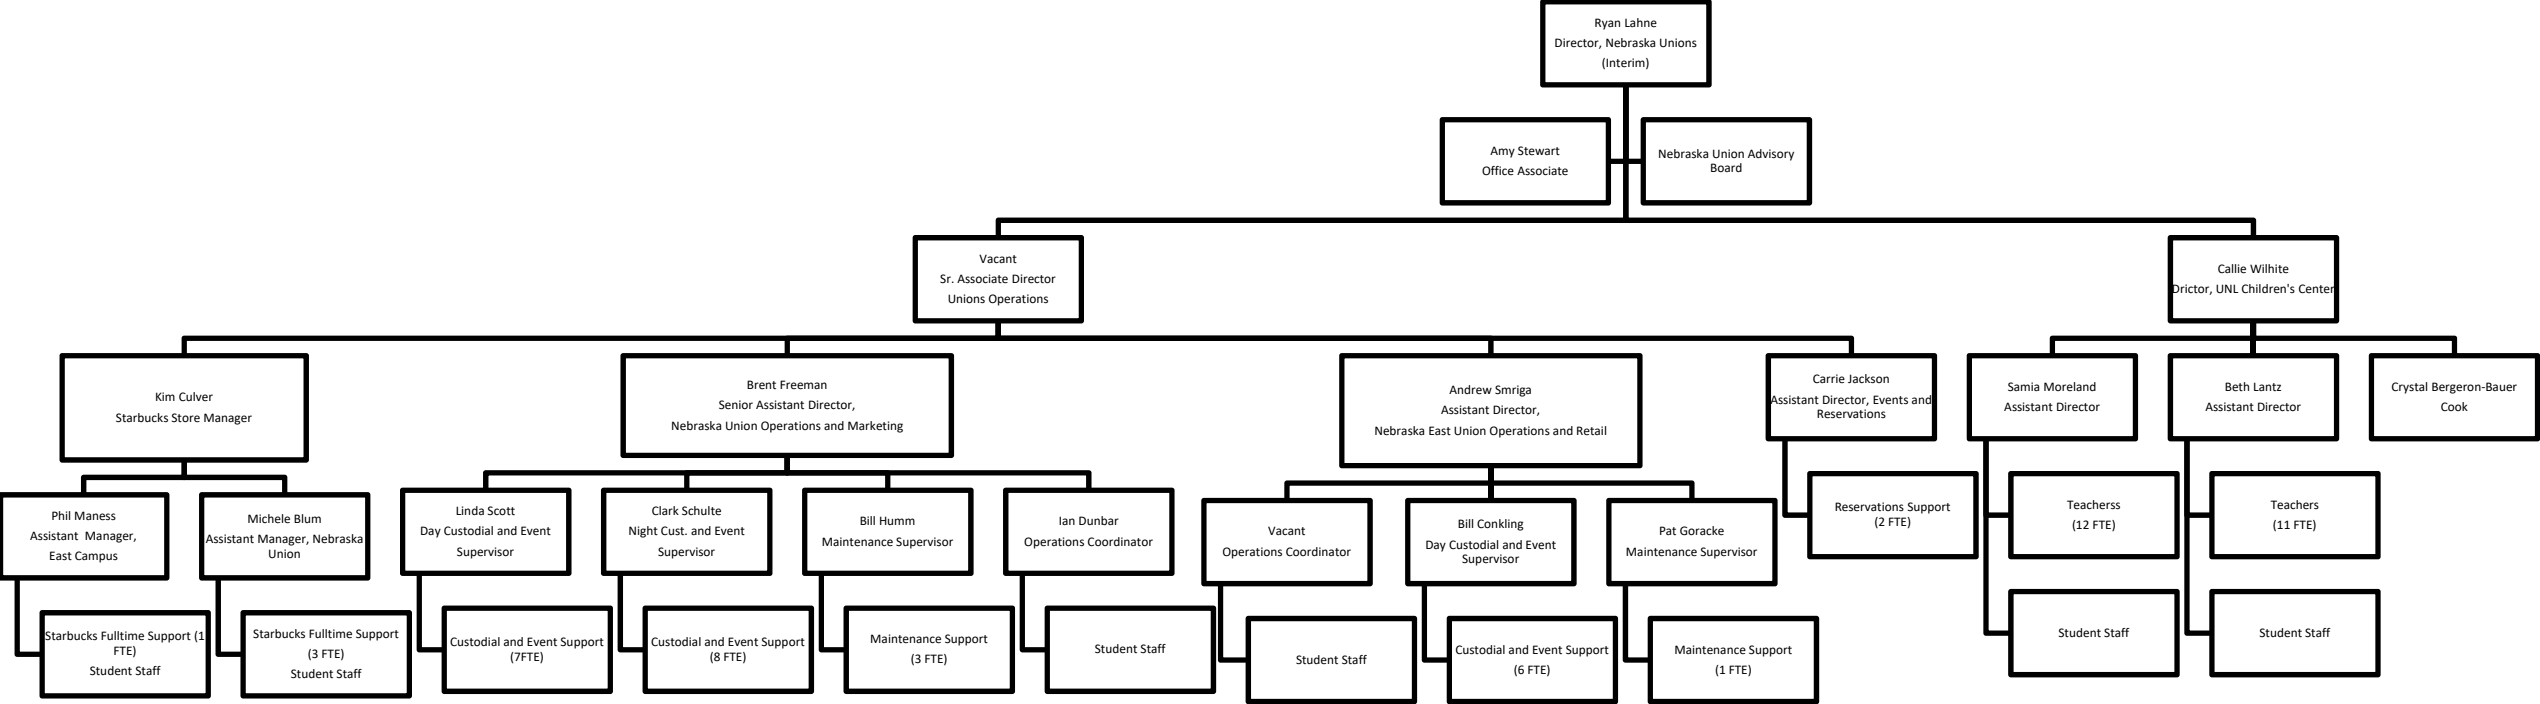 Ryan Lahne
Director, Nebraska Unions
(Interim)
Amy Stewart
Office Associate
Nebraska Union Advisory
Board
Vacant
Sr. Associate Director
Unions Operations
Callie Wilhite
Drictor, UNL Children's Center
Kim Culver
Starbucks Store Manager
Brent Freeman
Senior Assistant Director,
Nebraska Union Operations and Marketing
Andrew Smriga
Assistant Director,
Nebraska East Union Operations and Retail
Carrie Jackson
Assistant Director, Events and
Reservations
Samia Moreland
Assistant Director
Beth Lantz
Assistant Director
Crystal Bergeron-Bauer
Cook
Phil Maness
Assistant  Manager,
East Campus
Michele Blum
Assistant Manager, Nebraska
Union
Linda Scott
Day Custodial and Event
Supervisor
Clark Schulte
Night Cust. and Event
Supervisor
Bill Humm
Maintenance Supervisor
Ian Dunbar
Operations Coordinator
Vacant
Operations Coordinator
Bill Conkling
Day Custodial and Event
Supervisor
Pat Goracke
Maintenance Supervisor
Reservations Support
(2 FTE)
Teacherss
(12 FTE)
Teachers
(11 FTE)
Starbucks Fulltime Support (1
FTE)
Student Staff
Starbucks Fulltime Support
(3 FTE)
Student Staff
Custodial and Event Support
(7FTE)
Custodial and Event Support
(8 FTE)
Maintenance Support
(3 FTE)
Student Staff
Student Staff
Custodial and Event Support
(6 FTE)
Maintenance Support
(1 FTE)
Student Staff
Student Staff